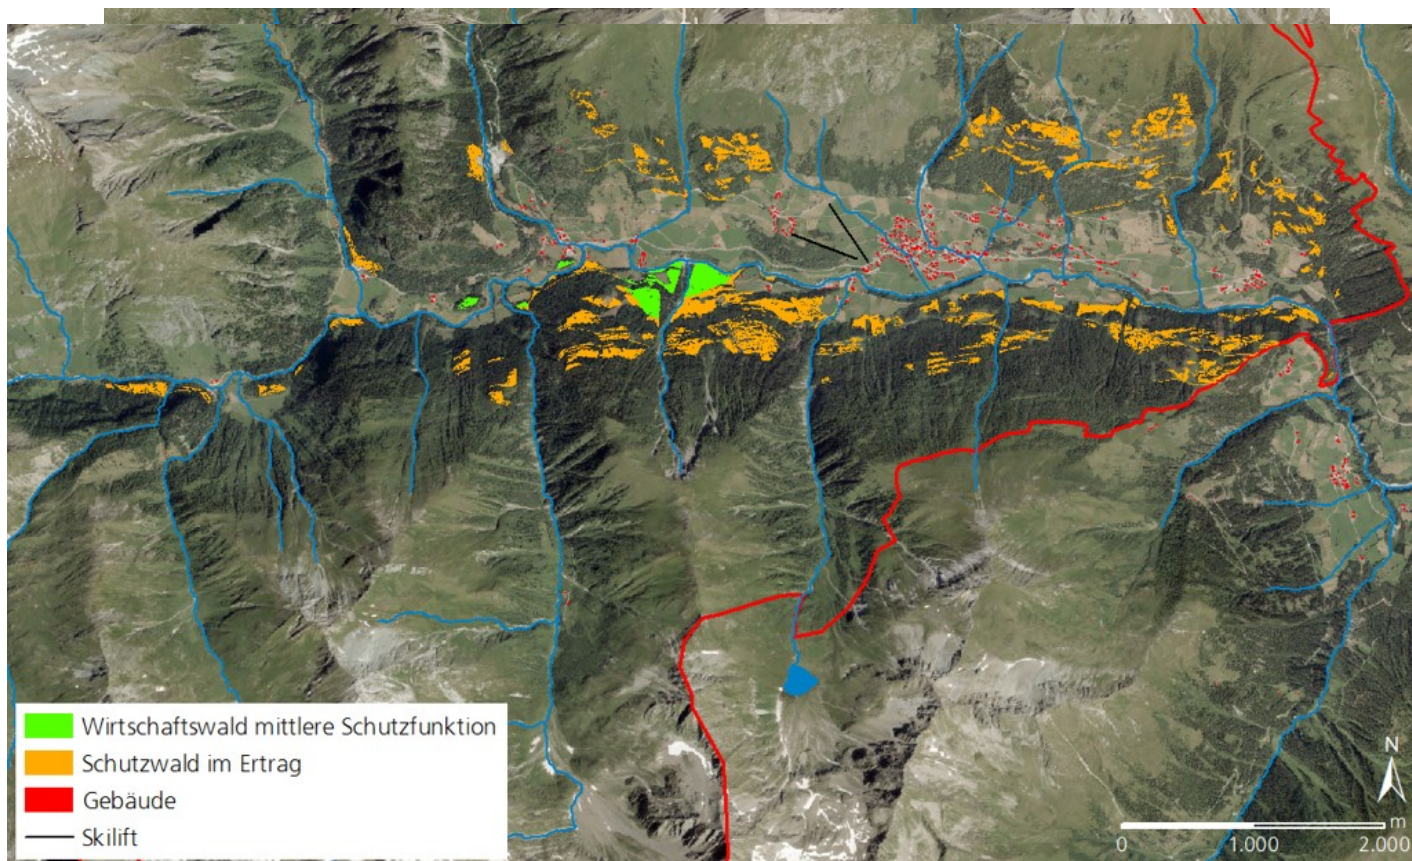 Wirtschaftswald mittlere Schutzfunktion
Schutzwald im Ertrag
Gebäude
Skilift
N
m
0 1.000 2.000